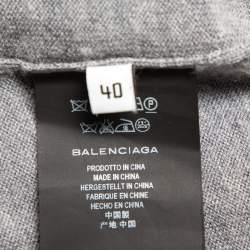 40
P
BALENCIAGA
PRODOTTO IN CINA
MADE IN CHINA
HERGESTELLT IN CHINA
FABRIQUE EN CHINE
HECHO EN CHINA
中国製
产 地 中国